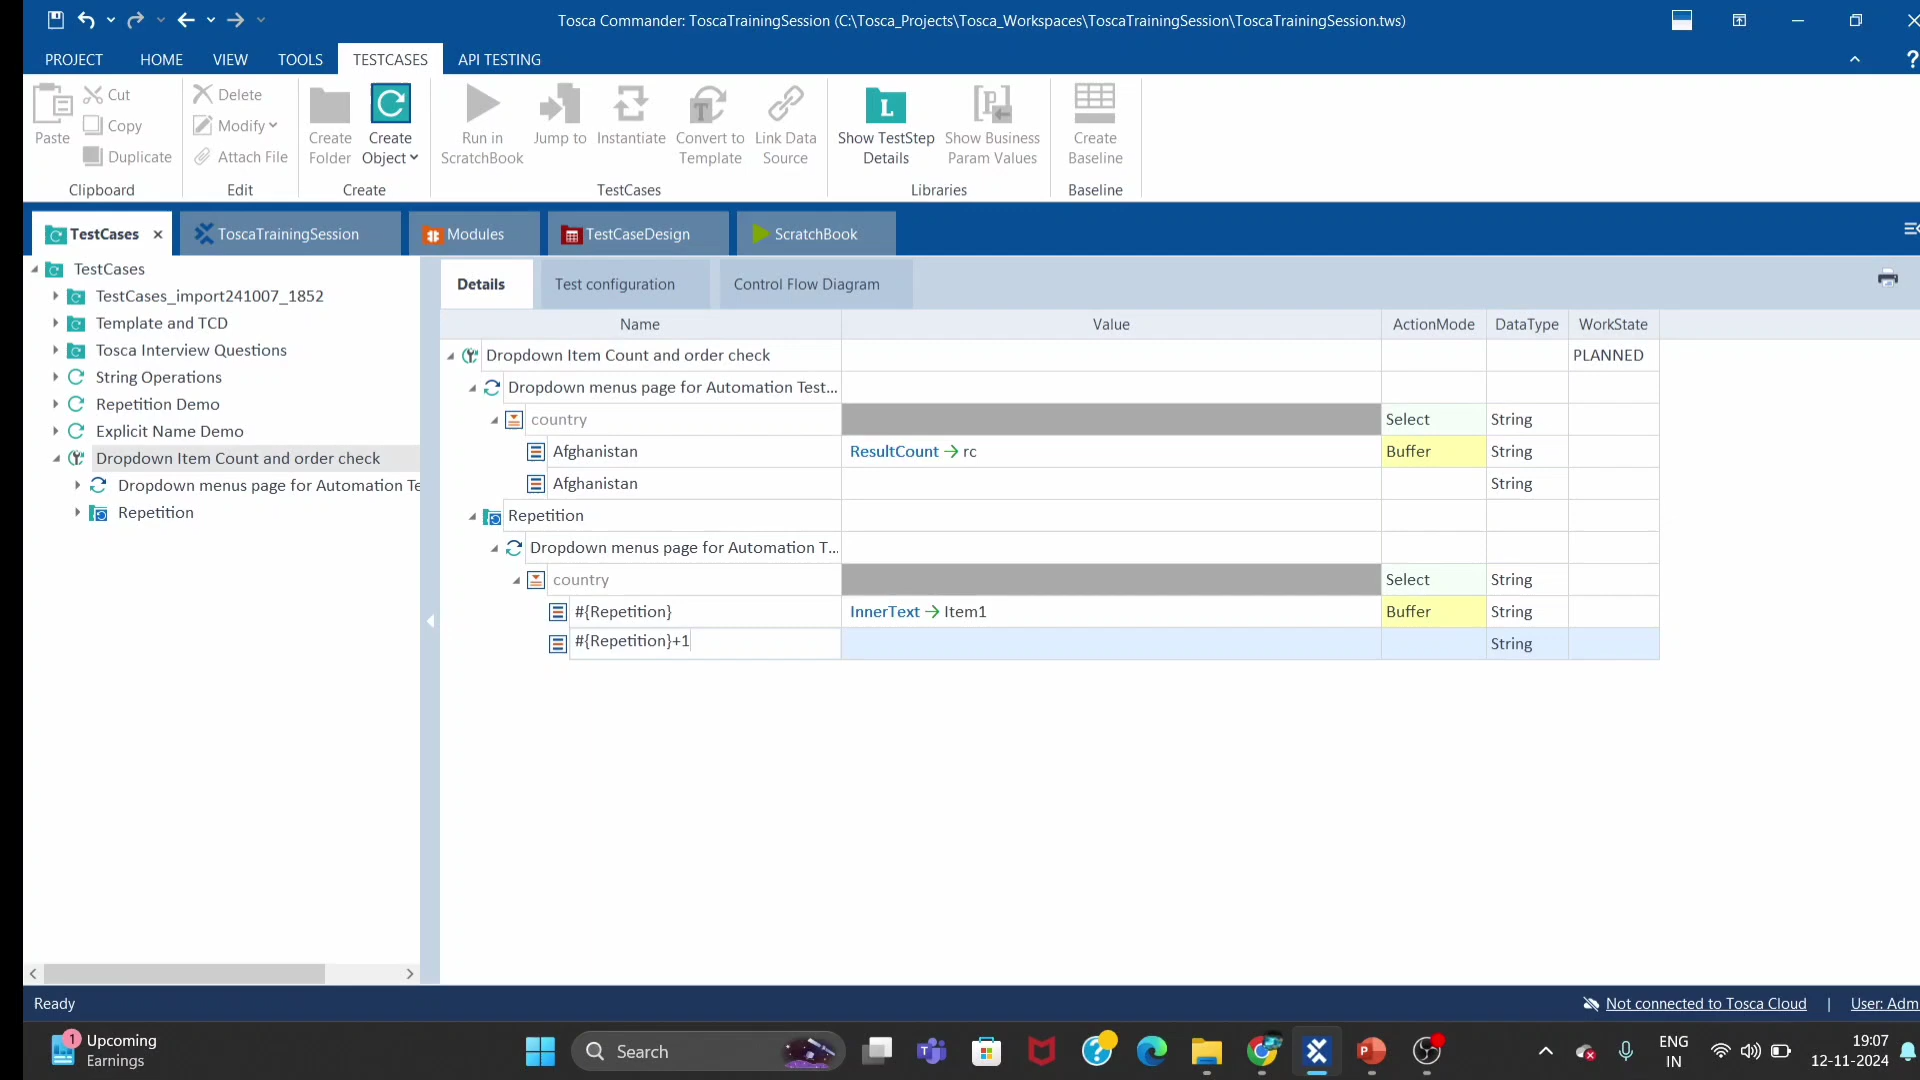 Tosca Commander: ToscaTrainingSession (C:\Tosca_Projects\Tosca_Workspaces\ToscaTrainingSession\ToscaTrainingSession.tws)
PROJECT HOME VIEW TOOLS TESTCASES API TESTING ?
Paste Cut Copy Duplicate
Clipboard
Delete Modify Attach File
Edit
Create Folder Create Object
Create
Run in ScratchBook Jump to Instantiate Convert to Template Link Data Source
TestCases
Show TestStep Details Show Business Param Values
Libraries
Create Baseline
Baseline
TestCases ToscaTrainingSession Modules TestCaseDesign ScratchBook
TestCases
TestCases_import241007_1852
Template and TCD
Tosca Interview Questions
String Operations
Repetition Demo
Explicit Name Demo
Dropdown Item Count and order check
Dropdown menus page for Automation Te
Repetition
Details Test configuration Control Flow Diagram
Name Value ActionMode DataType WorkState
Dropdown Item Count and order check PLANNED
Dropdown menus page for Automation Test...
country Select String
Afghanistan ResultCount → rc Buffer String
Afghanistan String
Repetition
Dropdown menus page for Automation T...
country Select String
#{Repetition} InnerText → Item1 Buffer String
#{Repetition}+1 String
Ready Not connected to Tosca Cloud | User: Adm
1 Upcoming
Earnings
Search
ENG
IN
19:07
12-11-2024